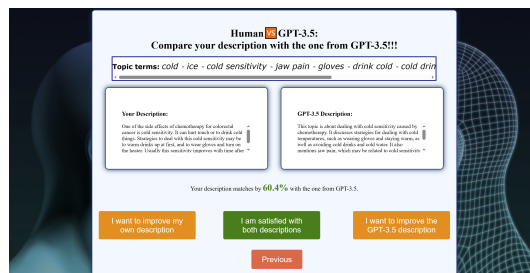 Human VS GPT-3.5:
Compare your description with the one from GPT-3.5!!!
Topic terms: cold - ice - cold sensitivity - jaw pain - gloves - drink cold - cold drin
Your Description:
One of the side effects of chemotherapy for colorectal
cancer is cold sensitivity. It can hurt touch or to drink cold
things. Strategies to deal with this cold sensitivity may be
to warm drinks up at first, and to wear gloves and turn on
the heater. Usually this sensitivity improves with time after
GPT-3.5 Description:
This topic is about dealing with cold sensitivity caused by
chemotherapy. It discusses strategies for dealing with cold
temperatures, such as wearing gloves and staying warm, as
well as avoiding cold drinks and cold water. It also
mentions jaw pain, which may be related to cold sensitivity
Your description matches by 60.4% with the one from GPT-3.5.
I want to improve my
own description
I am satisfied with
both descriptions
I want to improve the
GPT-3.5 description
Previous